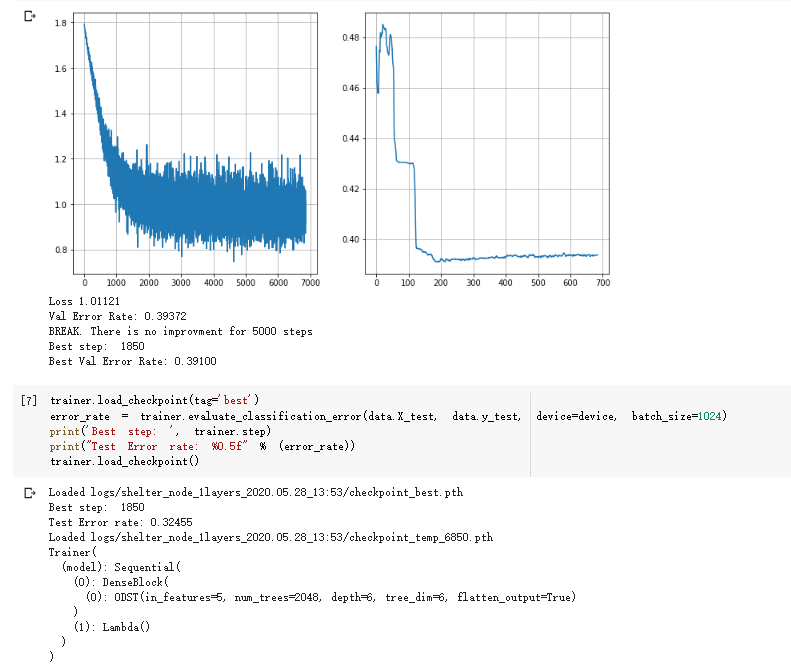 1.8
1.6
1.4
1.2
1.0
0.8
0 1000 2000 3000 4000 5000 6000 7000
0.48
0.46
0.44
0.42
0.40
0 100 200 300 400 500 600 700
Loss 1.01121
Val Error Rate: 0.39372
BREAK. There is no improvment for 5000 steps
Best step: 1850
Best Val Error Rate: 0.39100
[7] trainer.load_checkpoint(tag='best')
error_rate = trainer.evaluate_classification_error(data.X_test, data.y_test, device=device, batch_size=1024)
print('Best step: ', trainer.step)
print("Test Error rate: %0.5f" % (error_rate))
trainer.load_checkpoint()
Loaded logs/shelter_node_1layers_2020.05.28_13:53/checkpoint_best.pth
Best step: 1850
Test Error rate: 0.32455
Loaded logs/shelter_node_1layers_2020.05.28_13:53/checkpoint_temp_6850.pth
Trainer(
(model): Sequential(
(0): DenseBlock(
(0): ODST(in_features=5, num_trees=2048, depth=6, tree_dim=6, flatten_output=True)
)
(1): Lambda()
)
)